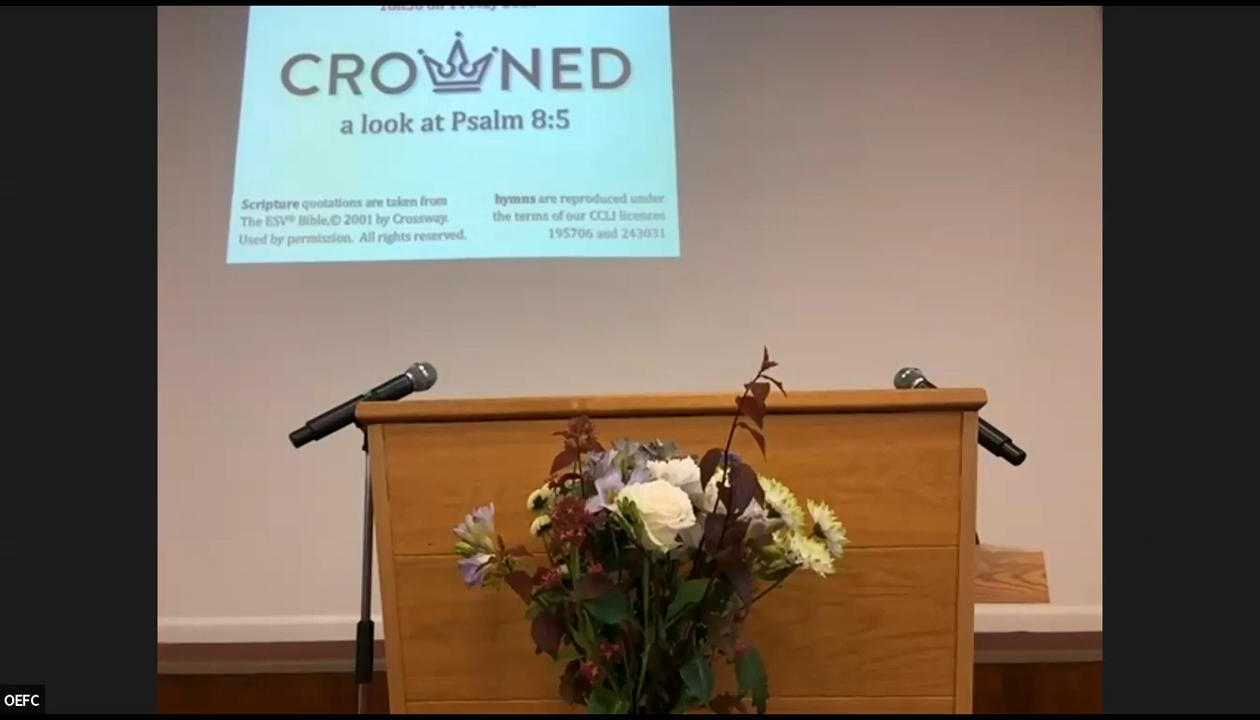 CROWNED
a look at Psalm 8:5
Scripture quotations are taken from
The ESV® Bible,© 2001 by Crossway.
Used by permission. All rights reserved.
hymns are reproduced under
the terms of our CCLI licences
195706 and 243031
OEFC